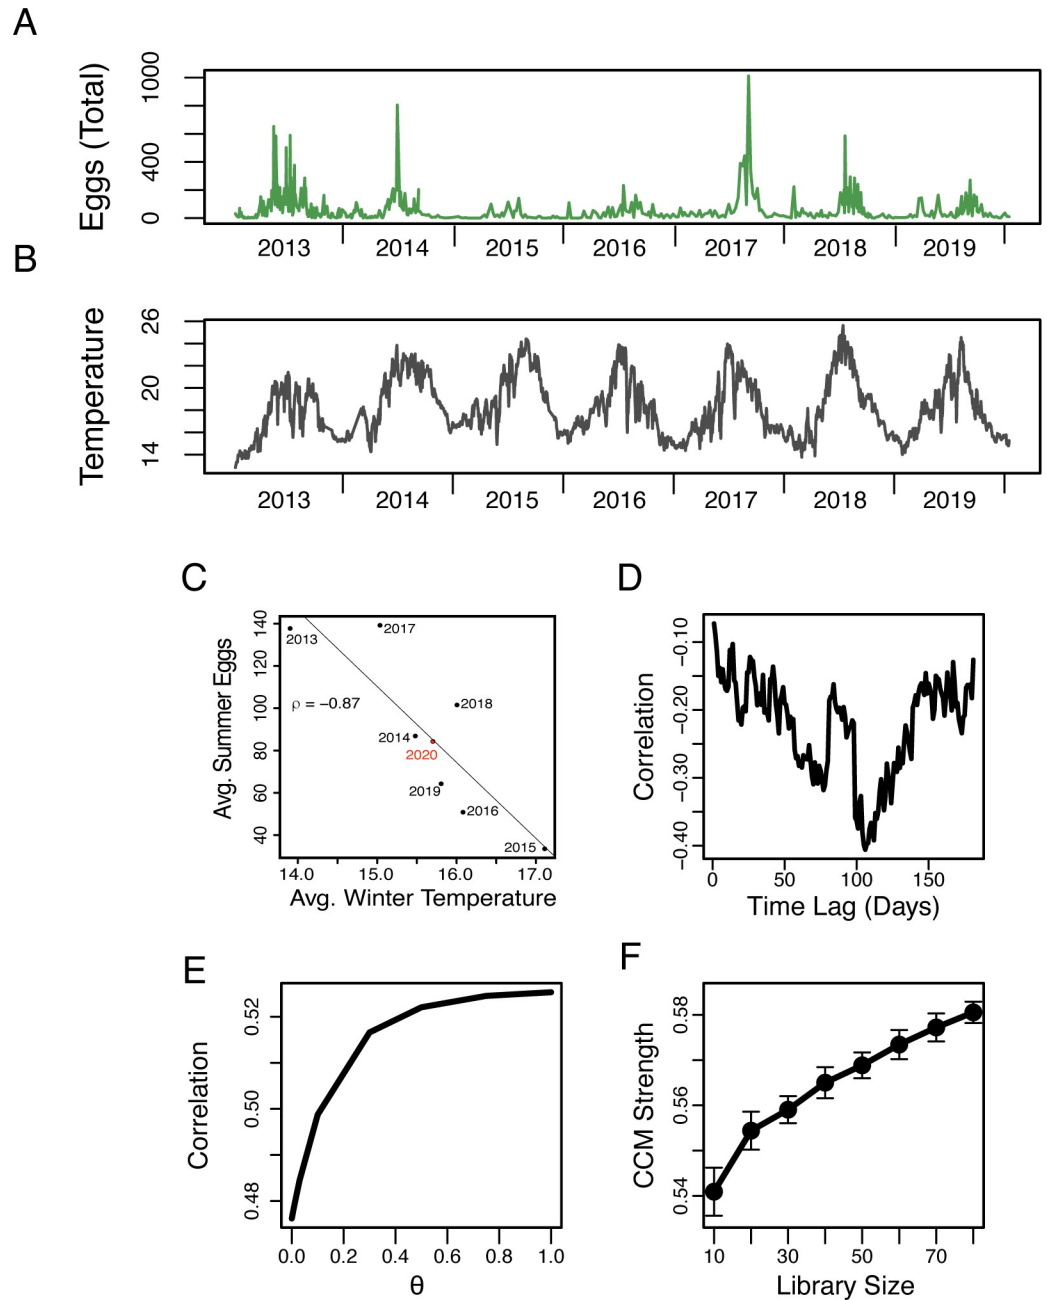 A
Eggs (Total)
1000
400
0
2013 2014 2015 2016 2017 2018 2019
B
Temperature
26
20
14
2013 2014 2015 2016 2017 2018 2019
C
Avg. Summer Eggs
140
120
100
80
60
40
2013
2017
ρ = −0.87
2018
2014
2020
2019
2016
2015
14.0 15.0 16.0 17.0
Avg. Winter Temperature
D
Correlation
−0.10
−0.20
−0.30
−0.40
0 50 100 150
Time Lag (Days)
E
Correlation
0.52
0.50
0.48
0.0 0.2 0.4 0.6 0.8 1.0
θ
F
CCM Strength
0.58
0.56
0.54
10 30 50 70
Library Size